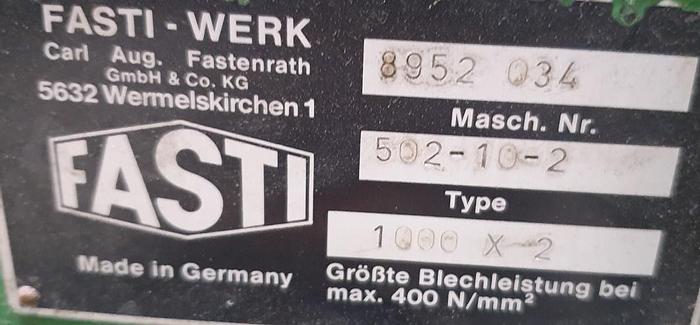 FASTI - WERK
Carl Aug. Fastenrath
GmbH & Co. KG
5632 Wermelskirchen 1
FASTI
Made in Germany
8952 034
Masch. Nr.
502-10-2
Type
1000 X 2
Größte Blechleistung bei
max. 400 N/mm²